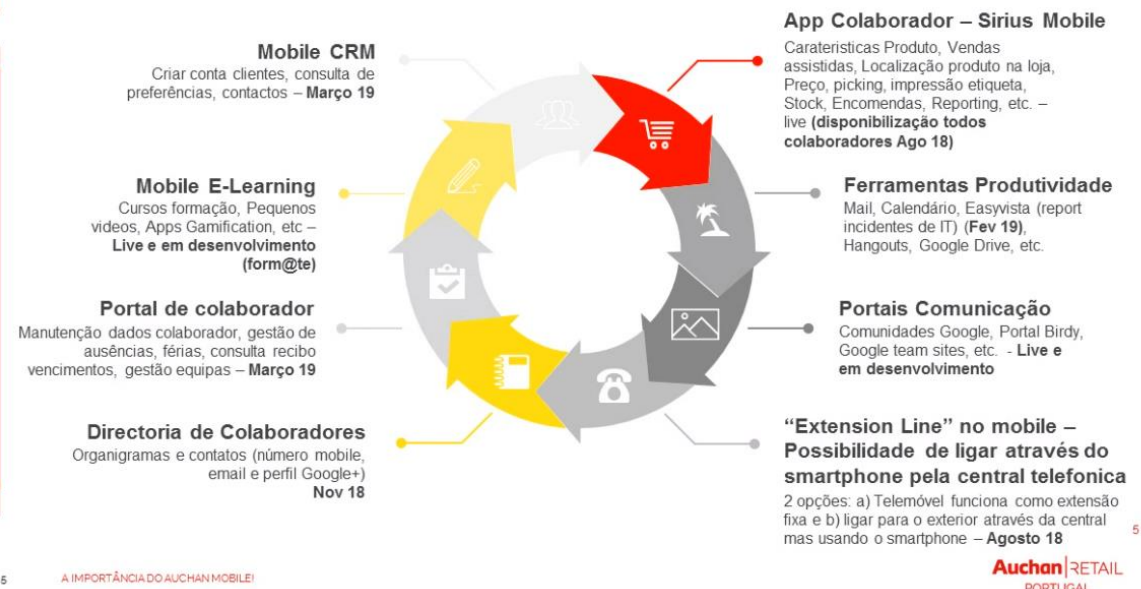 Mobile CRM
Criar conta clientes, consulta de
preferências, contactos – Março 19
Mobile E-Learning
Cursos formação, Pequenos
videos, Apps Gamification, etc –
Live e em desenvolvimento
(form@te)
Portal de colaborador
Manutenção dados colaborador, gestão de
ausências, férias, consulta recibo
vencimentos, gestão equipas – Março 19
Directoria de Colaboradores
Organigramas e contatos (número mobile,
email e perfil Google+)
Nov 18
App Colaborador – Sirius Mobile
Carateristicas Produto, Vendas
assistidas, Localização produto na loja,
Preço, picking, impressão etiqueta,
Stock, Encomendas, Reporting, etc. –
live (disponibilização todos
colaboradores Ago 18)
Ferramentas Produtividade
Mail, Calendário, Easyvista (report
incidentes de IT) (Fev 19),
Hangouts, Google Drive, etc.
Portais Comunicação
Comunidades Google, Portal Birdy,
Google team sites, etc. - Live e
em desenvolvimento
“Extension Line” no mobile –
Possibilidade de ligar através do
smartphone pela central telefonica
2 opções: a) Telemóvel funciona como extensão
fixa e b) ligar para o exterior através da central
mas usando o smartphone – Agosto 18
5
5
A IMPORTÂNCIA DO AUCHAN MOBILE!
Auchan RETAIL
PORTUGAL